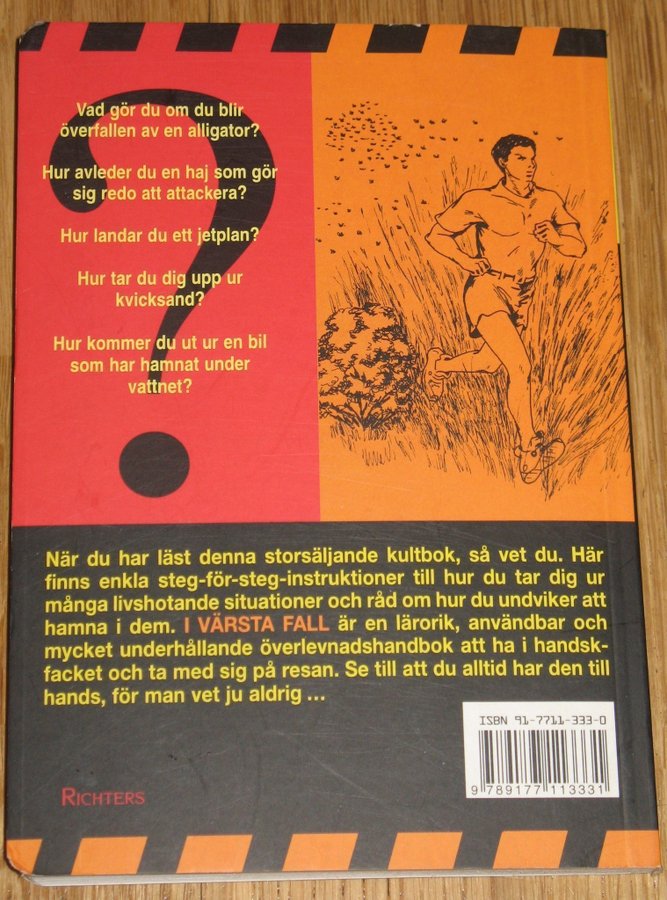 Vad gör du om du blir
överfallen av en alligator?
Hur avleder du en haj som gör
sig redo att attackera?
Hur landar du ett jetplan?
Hur tar du dig upp ur
kvicksand?
Hur kommer du ut ur en bil
som har hamnat under
vattnet?
När du har läst denna storsäljande kultbok, så vet du. Här
finns enkla steg-för-steg-instruktioner till hur du tar dig ur
många livshotande situationer och råd om hur du undviker att
hamna i dem. I VÄRSTA FALL är en lärorik, användbar och
mycket underhållande överlevnadshandbok att ha i handsk-
facket och ta med sig på resan. Se till att du alltid har den till
hands, för man vet ju aldrig ...
ISBN 91-7711-333-0
9 789177 113331
RICHTERS